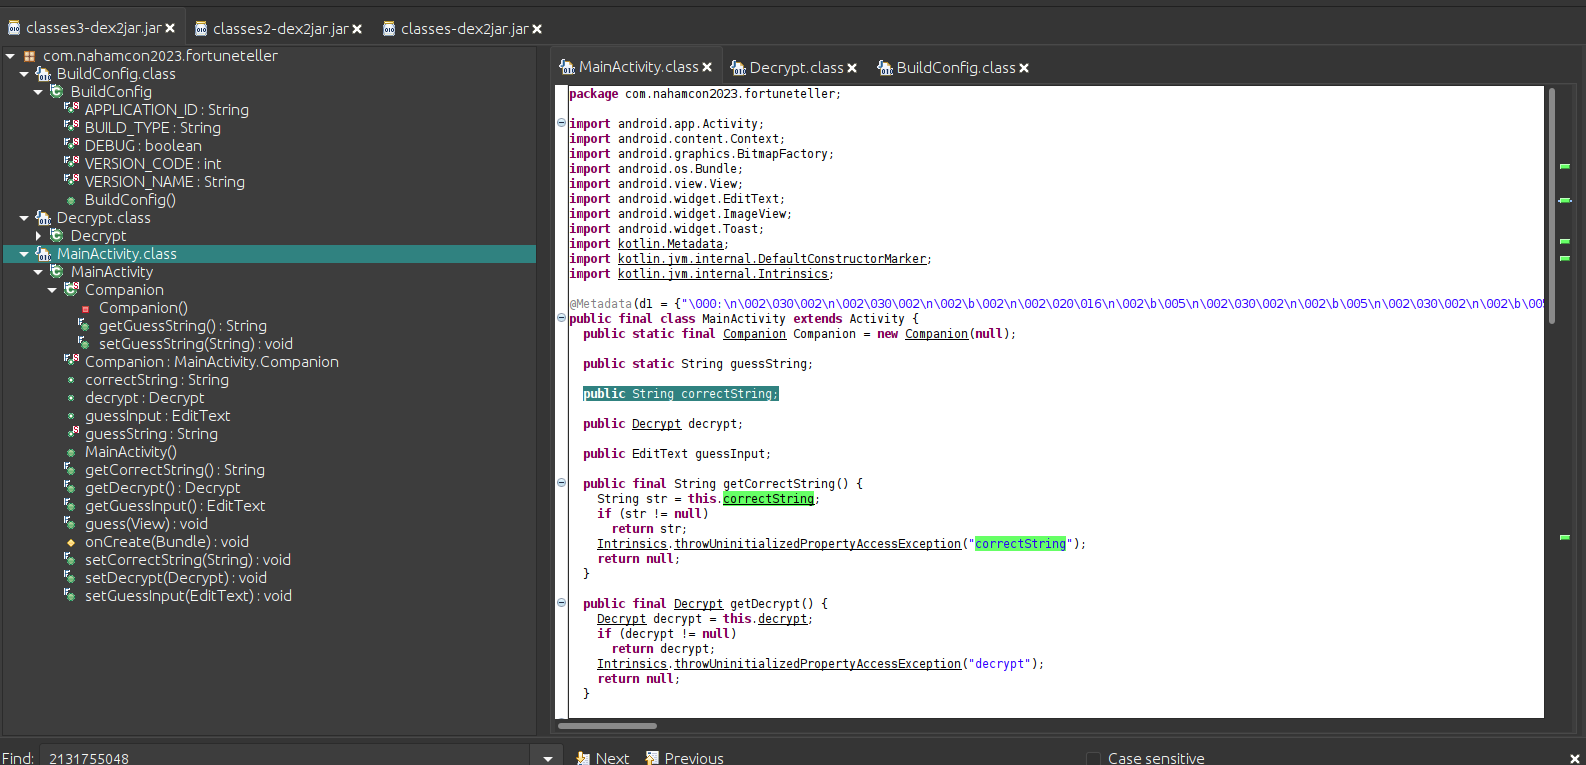 classes3-dex2jar.jar classes2-dex2jar.jar classes-dex2jar.jar
com.nahamcon2023.fortuneteller
BuildConfig.class
BuildConfig
APPLICATION_ID : String
BUILD_TYPE : String
DEBUG : boolean
VERSION_CODE : int
VERSION_NAME : String
BuildConfig()
Decrypt.class
Decrypt
MainActivity.class
MainActivity
Companion
Companion()
getGuessString() : String
setGuessString(String) : void
Companion : MainActivity.Companion
correctString : String
decrypt : Decrypt
guessInput : EditText
guessString : String
MainActivity()
getCorrectString() : String
getDecrypt() : Decrypt
getGuessInput() : EditText
guess(View) : void
onCreate(Bundle) : void
setCorrectString(String) : void
setDecrypt(Decrypt) : void
setGuessInput(EditText) : void
MainActivity.class Decrypt.class BuildConfig.class
package com.nahamcon2023.fortuneteller;
import android.app.Activity;
import android.content.Context;
import android.graphics.BitmapFactory;
import android.os.Bundle;
import android.view.View;
import android.widget.EditText;
import android.widget.ImageView;
import android.widget.Toast;
import kotlin.Metadata;
import kotlin.jvm.internal.DefaultConstructorMarker;
import kotlin.jvm.internal.Intrinsics;
@Metadata(d1 = {"\000:\n\002\030\002\n\002\030\002\n\002\b\002\n\002\020\016\n\002\b\005\n\002\030\002\n\002\b\005\n\002\030\002\n\002\b\005
public final class MainActivity extends Activity {
public static final Companion Companion = new Companion(null);
public static String guessString;
public String correctString;
public Decrypt decrypt;
public EditText guessInput;
public final String getCorrectString() {
String str = this.correctString;
if (str != null)
return str;
Intrinsics.throwUninitializedPropertyAccessException("correctString");
return null;
}
public final Decrypt getDecrypt() {
Decrypt decrypt = this.decrypt;
if (decrypt != null)
return decrypt;
Intrinsics.throwUninitializedPropertyAccessException("decrypt");
return null;
}
Find: 2131755048 Next Previous Case sensitive